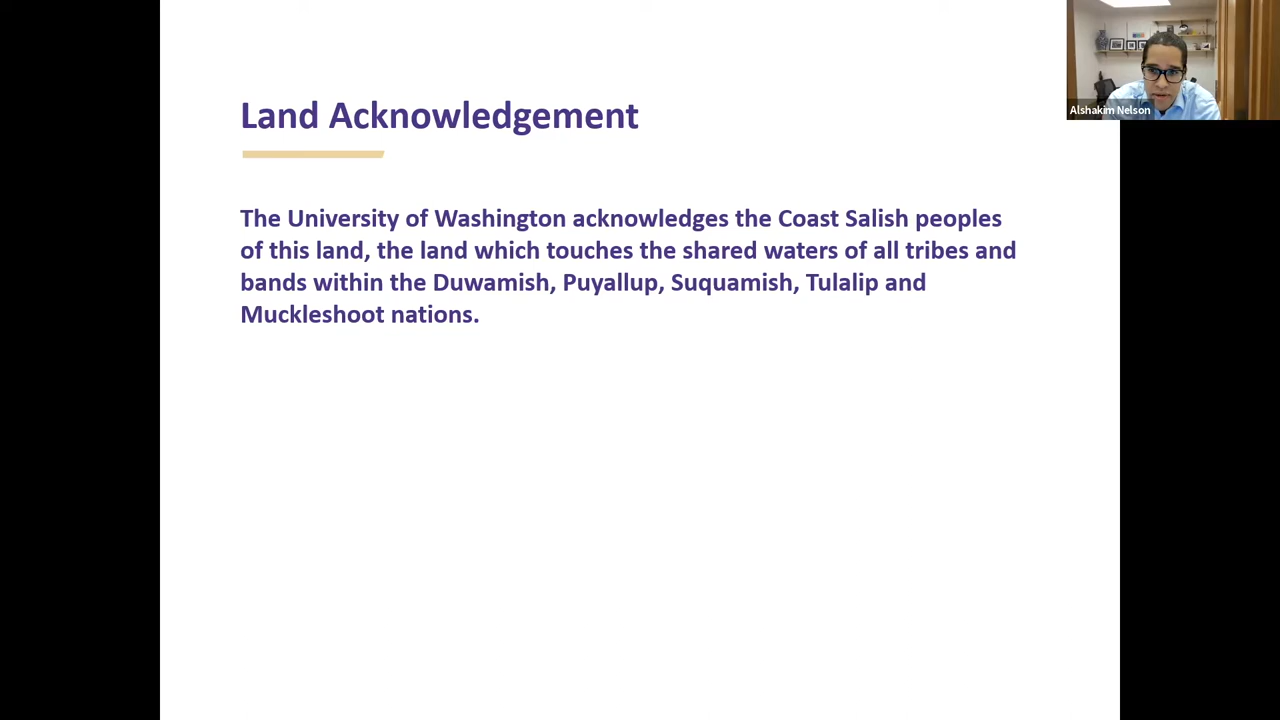 Land Acknowledgement
The University of Washington acknowledges the Coast Salish peoples
of this land, the land which touches the shared waters of all tribes and
bands within the Duwamish, Puyallup, Suquamish, Tulalip and
Muckleshoot nations.
Alshakim Nelson